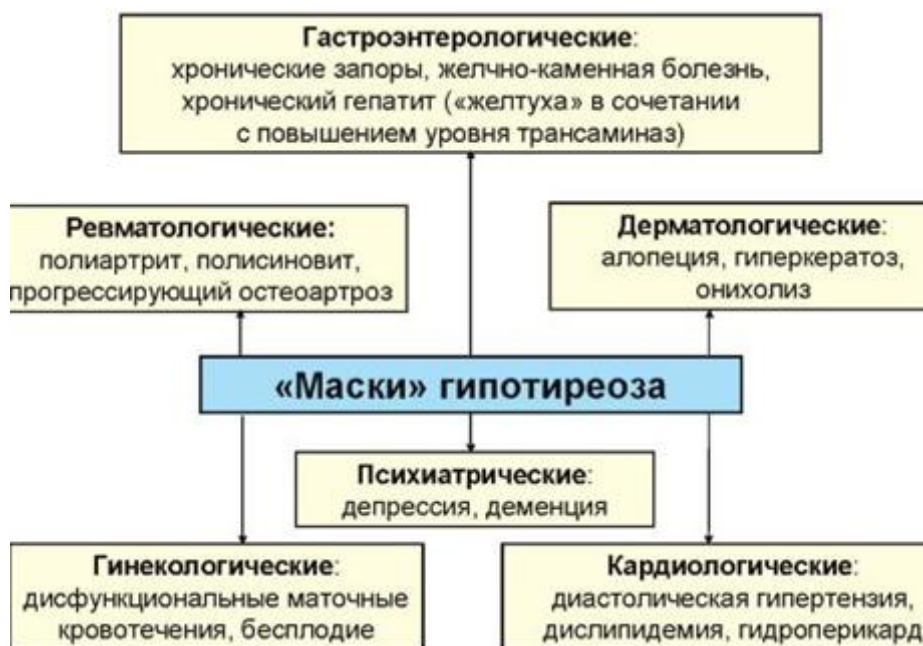 Гастроэнтерологические:
хронические запоры, желчно-каменная болезнь,
хронический гепатит («желтуха» в сочетании
с повышением уровня трансаминаз)
Ревматологические:
полиартрит, полисиновит,
прогрессирующий остеоартроз
Дерматологические:
алопеция, гиперкератоз,
онихолиз
«Маски» гипотиреоза
Психиатрические:
депрессия, деменция
Гинекологические:
дисфункциональные маточные
кровотечения, бесплодие
Кардиологические:
диастолическая гипертензия,
дислипидемия, гидроперикард